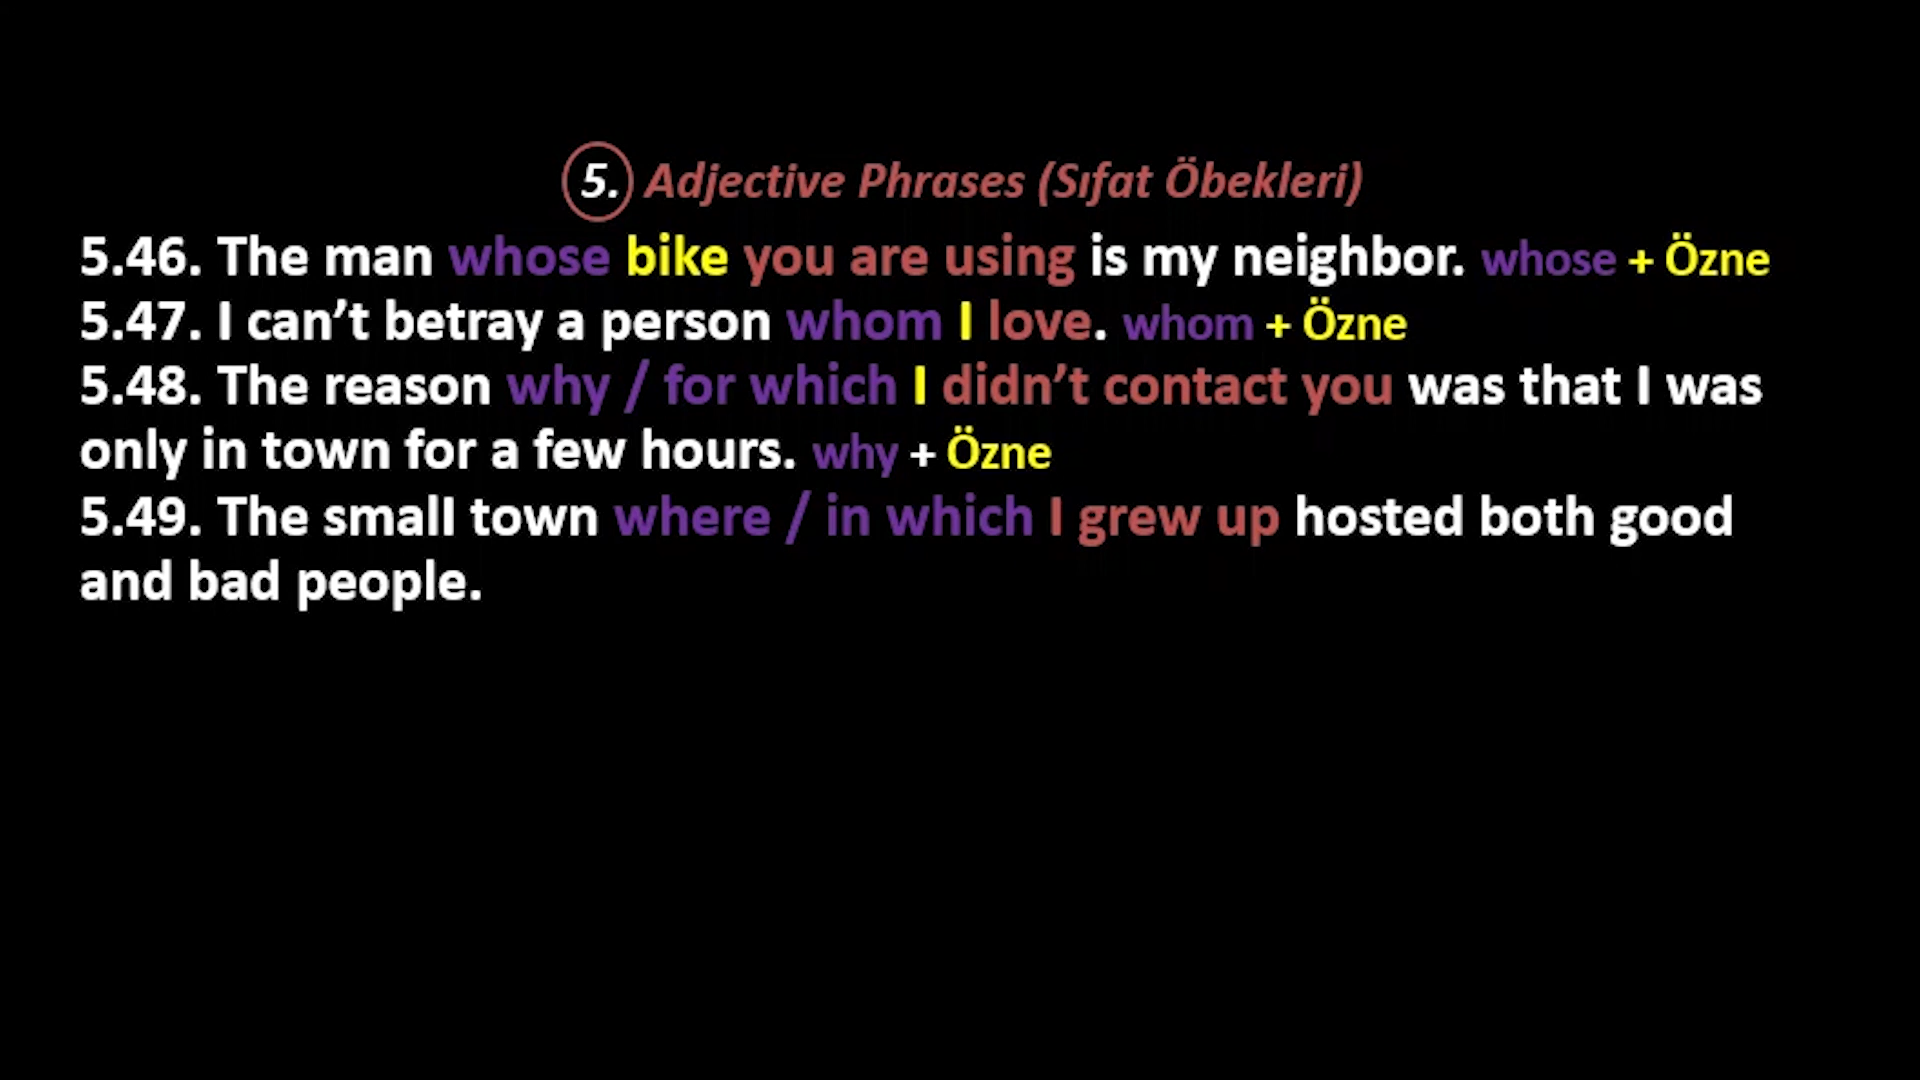 5. Adjective Phrases (Sıfat Öbekleri)
5.46. The man whose bike you are using is my neighbor. whose + Özne
5.47. I can’t betray a person whom I love. whom + Özne
5.48. The reason why / for which I didn’t contact you was that I was
only in town for a few hours. why + Özne
5.49. The small town where / in which I grew up hosted both good
and bad people.